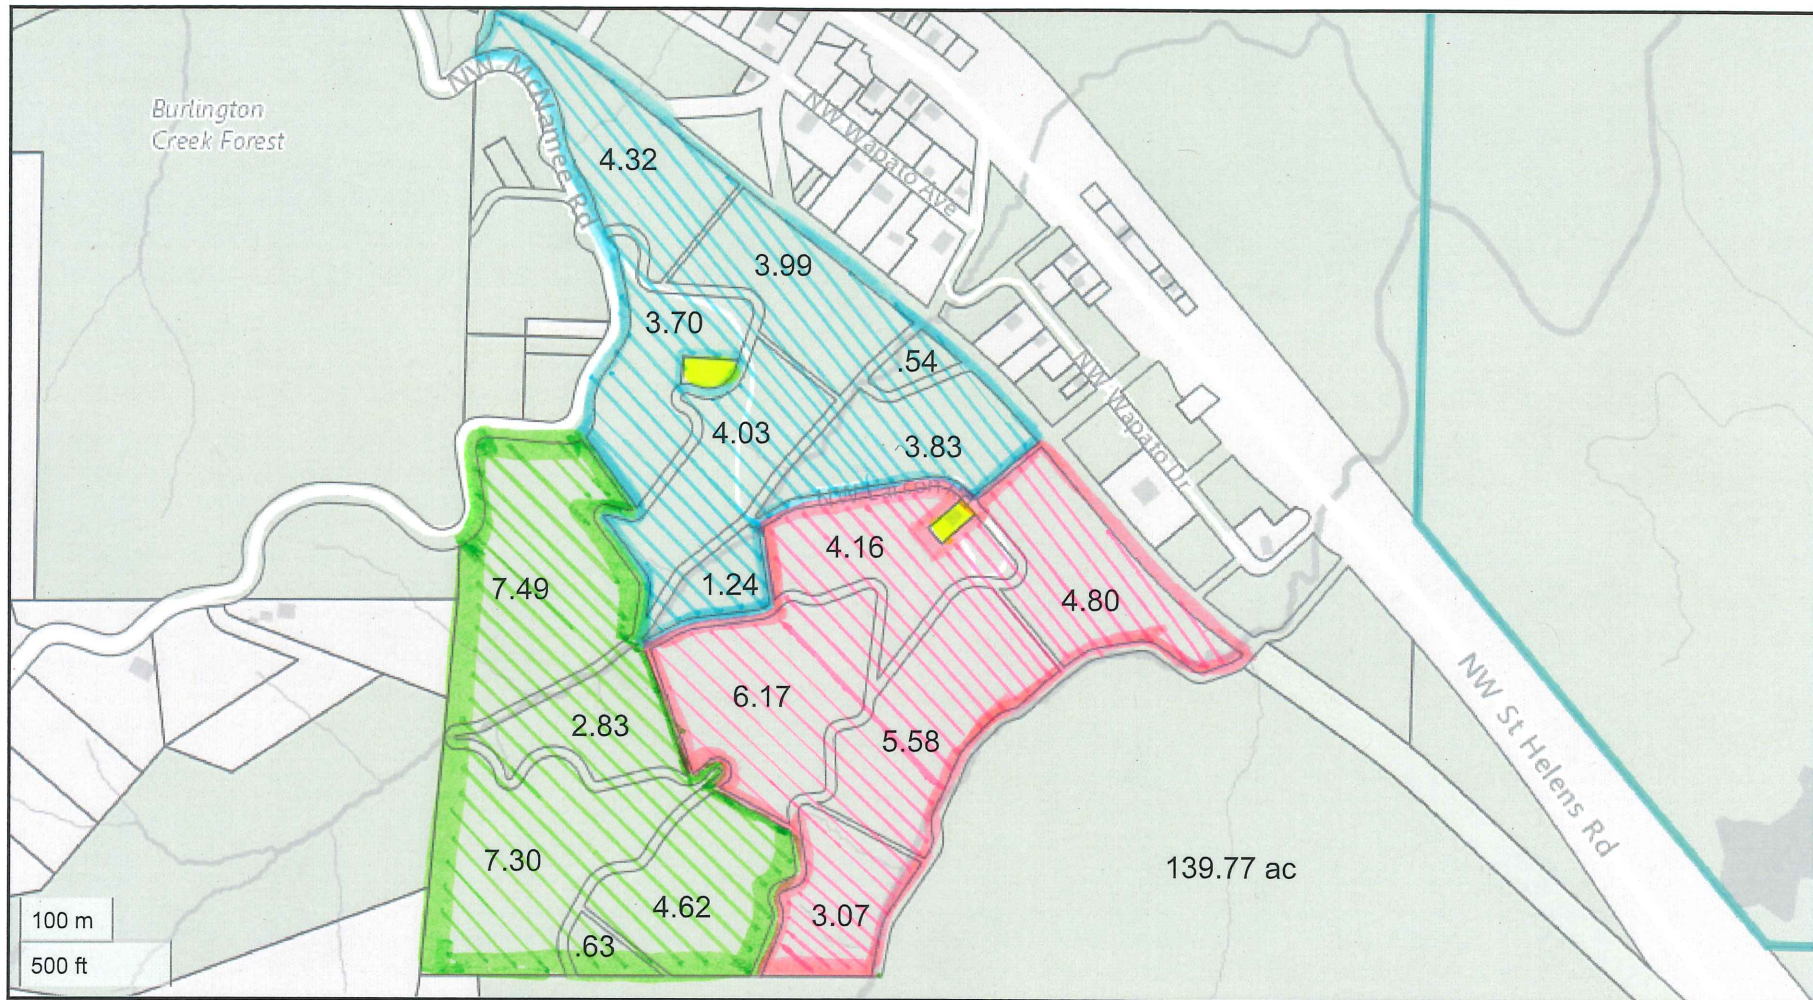 Burlington
Creek Forest
NW McNamee Rd
NW Wapato Ave
4.32
3.99
3.70
.54
NW Wapato Dr
4.03
3.83
4.16
7.49
1.24
4.80
6.17
2.83
5.58
NW St Helens Rd
7.30
139.77 ac
4.62
3.07
.63
100 m
500 ft